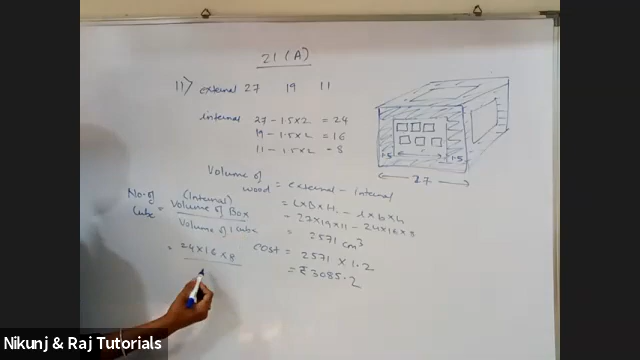 21 (A)
11) external 27 19 11
internal 27 - 1.5 x 2 = 24
19 - 1.5 x 2 = 16
11 - 1.5 x 2 = 8
1.5 1.5
27
Volume of wood = external - Internal
= L x B x H - l x b x h
= 27 x 19 x 11 - 24 x 16 x 8
= 2571 cm³
cost = 2571 x 1.2
= ₹ 3085.2
No. of Cube = (Internal) Volume of Box
Volume of 1 cube
= 24 x 16 x 8
Nikunj & Raj Tutorials